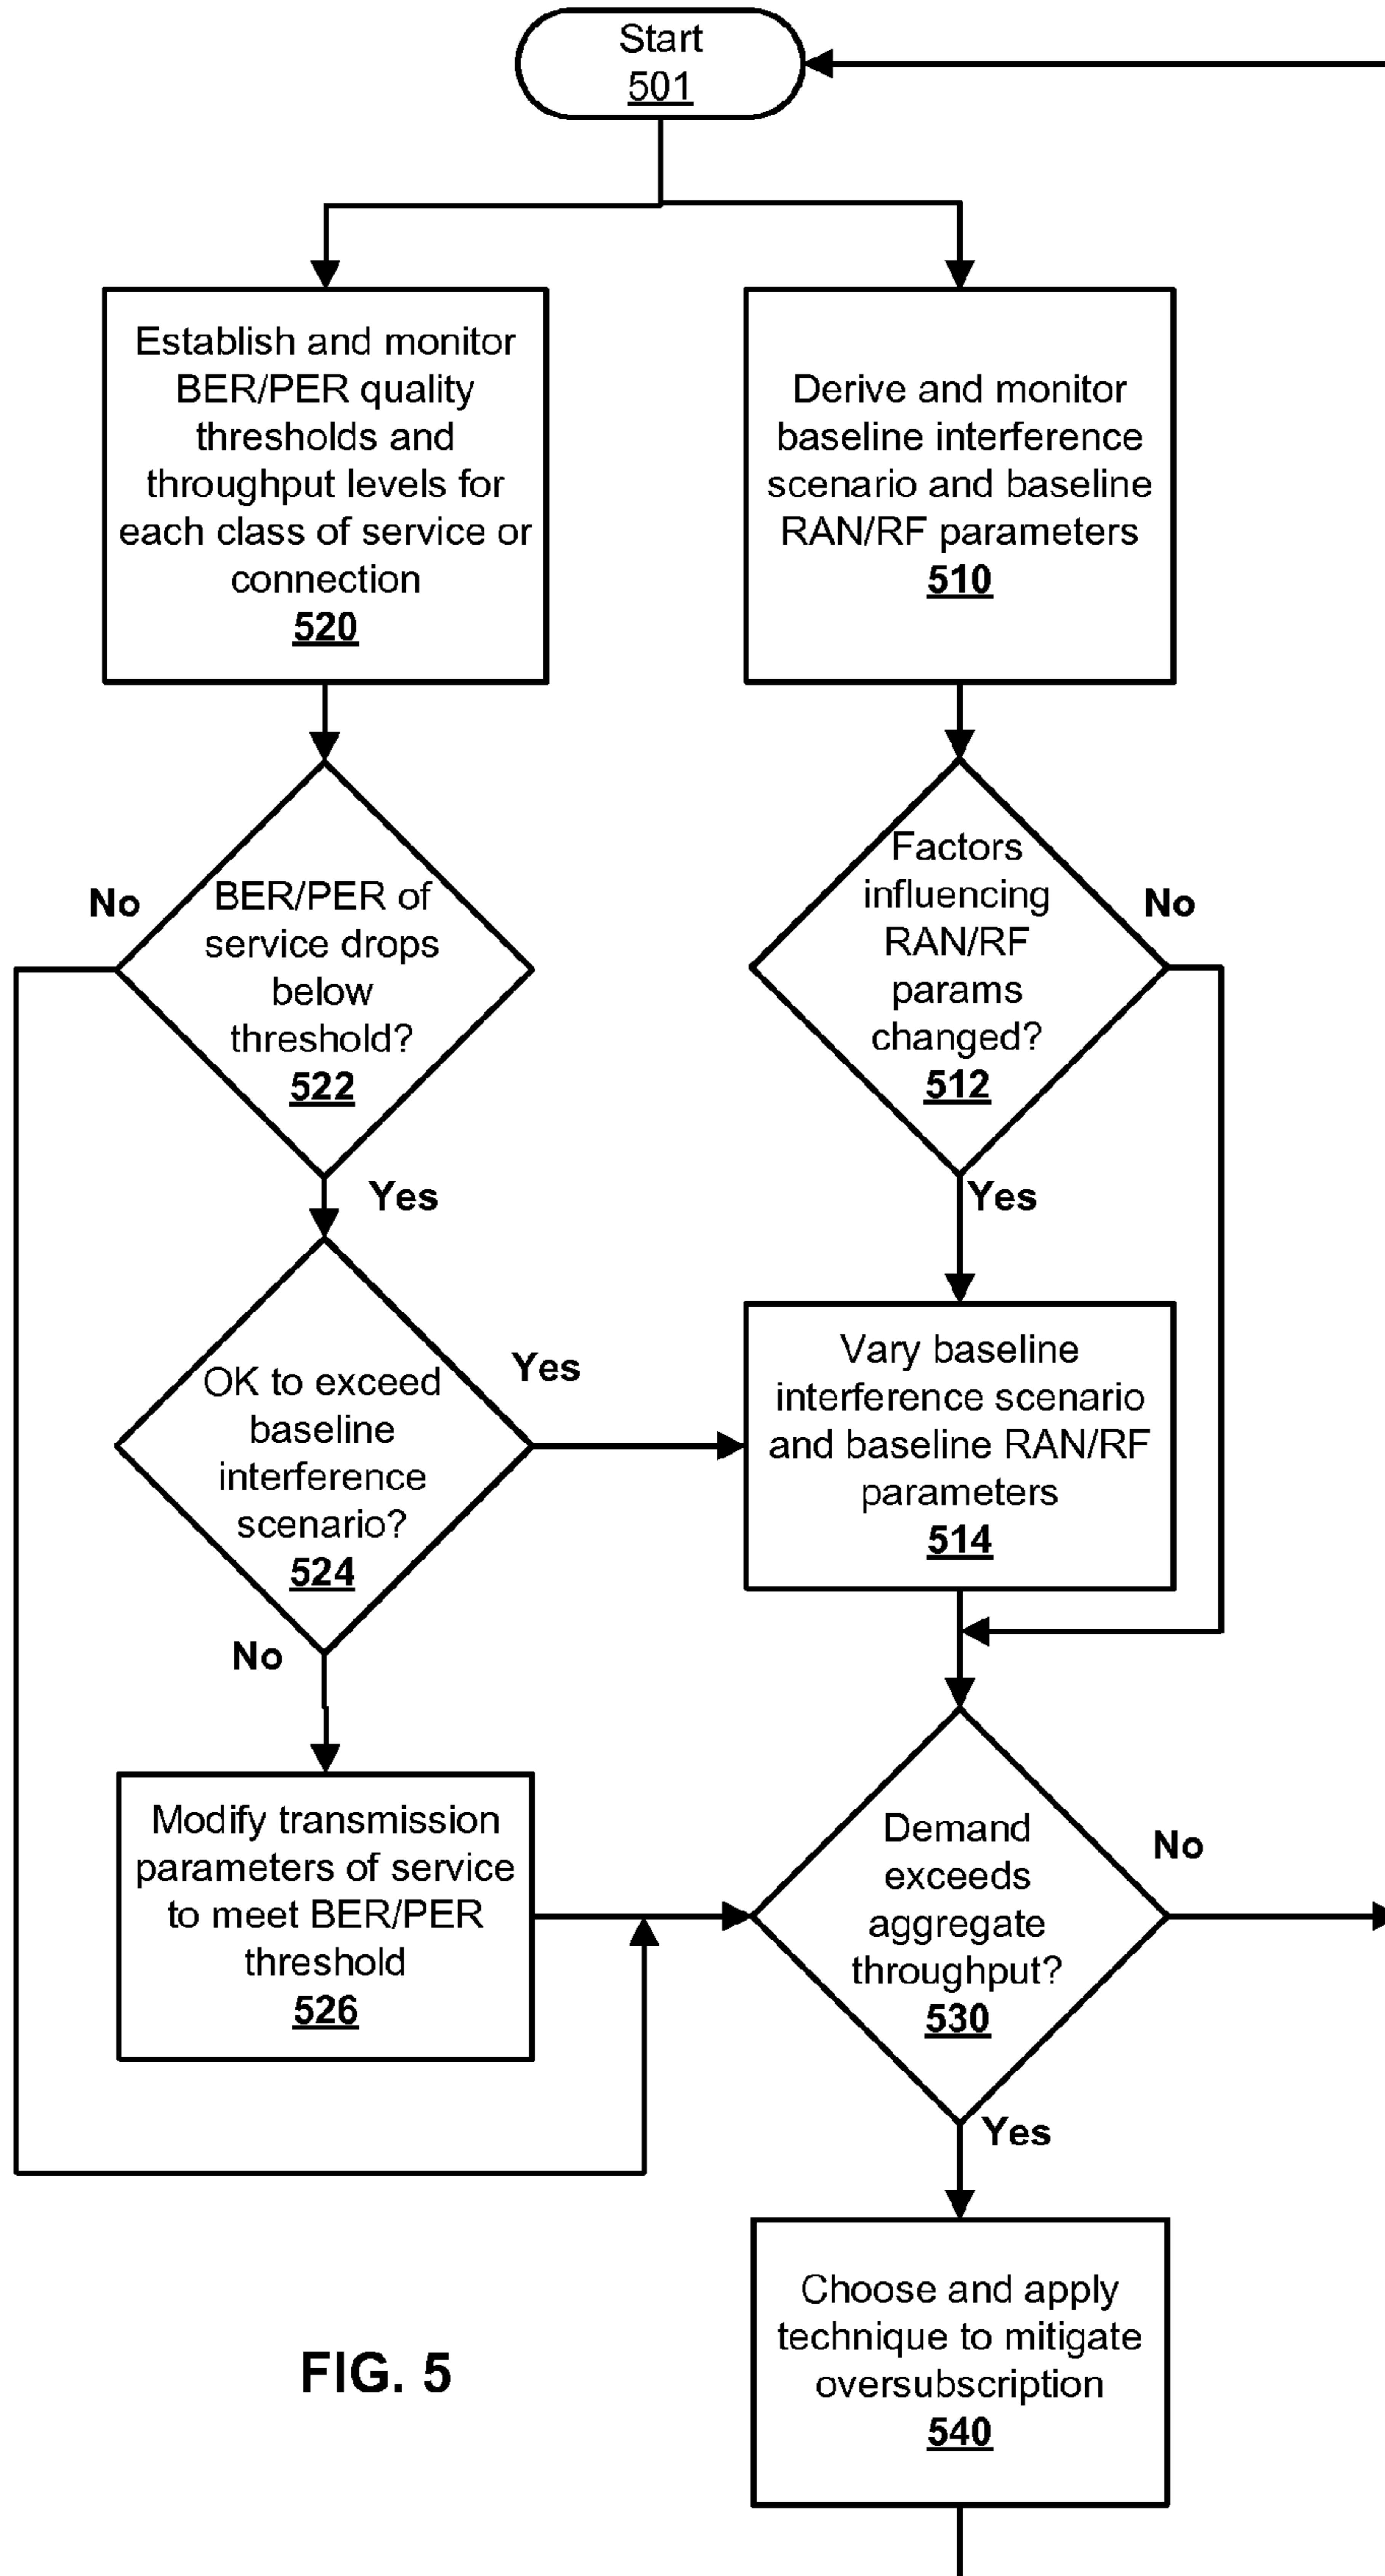 Start
501
Establish and monitor
BER/PER quality
thresholds and
throughput levels for
each class of service or
connection
520
Derive and monitor
baseline interference
scenario and baseline
RAN/RF parameters
510
No
BER/PER of
service drops
below
threshold?
522
Yes
Factors
influencing
RAN/RF
params
changed?
512
No
Yes
OK to exceed
baseline
interference
scenario?
524
Yes
No
Vary baseline
interference scenario
and baseline RAN/RF
parameters
514
Modify transmission
parameters of service
to meet BER/PER
threshold
526
Demand
exceeds
aggregate
throughput?
530
No
Yes
Choose and apply
technique to mitigate
oversubscription
540
FIG. 5